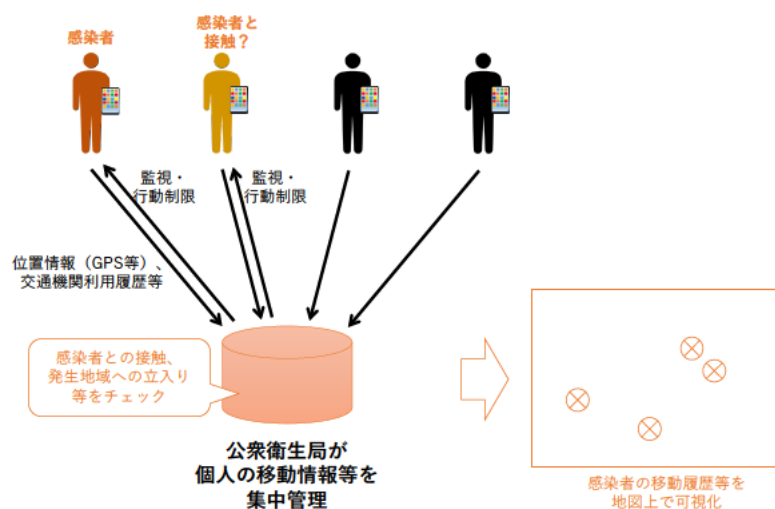 感染者
感染者と
接触？
監視・
行動制限
監視・
行動制限
位置情報（GPS等）、
交通機関利用履歴等
感染者との接触、
発生地域への立入り
等をチェック
公衆衛生局が
個人の移動情報等を
集中管理
感染者の移動履歴等を
地図上で可視化